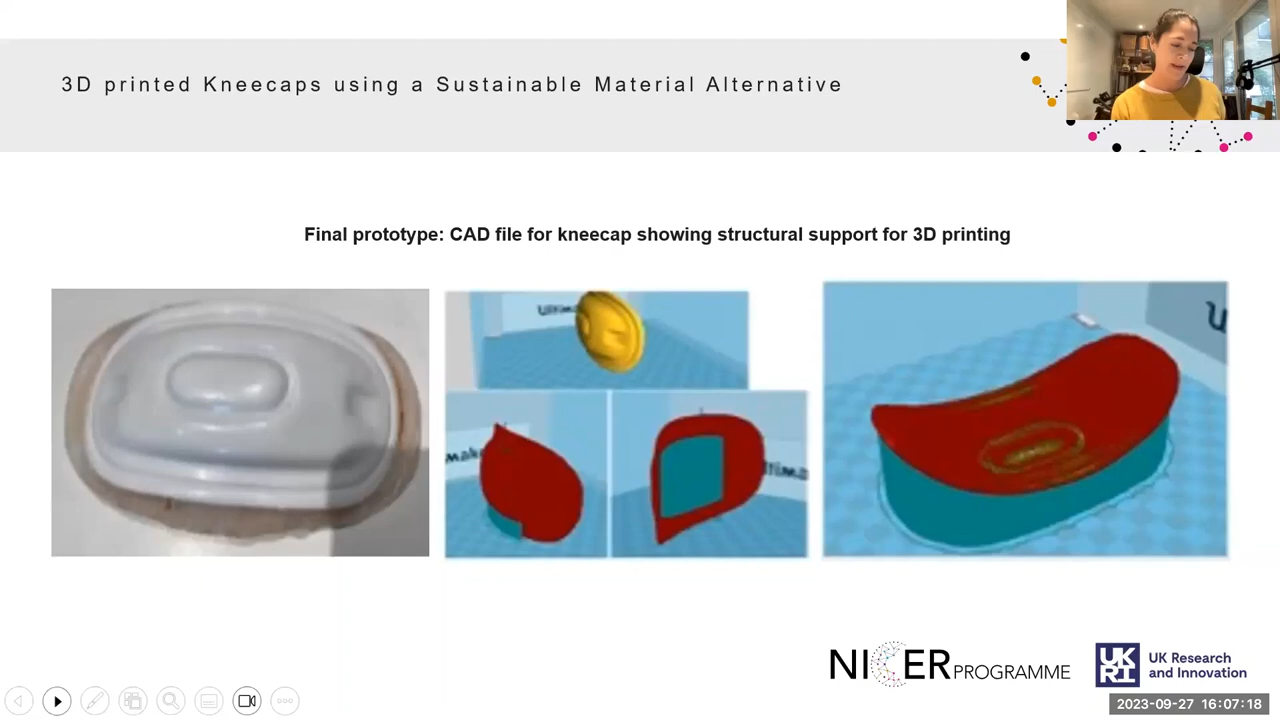 3D printed Kneecaps using a Sustainable Material Alternative
Final prototype: CAD file for kneecap showing structural support for 3D printing
NICER PROGRAMME
UKRI
UK Research
and Innovation
2023-09-27 16:07:18